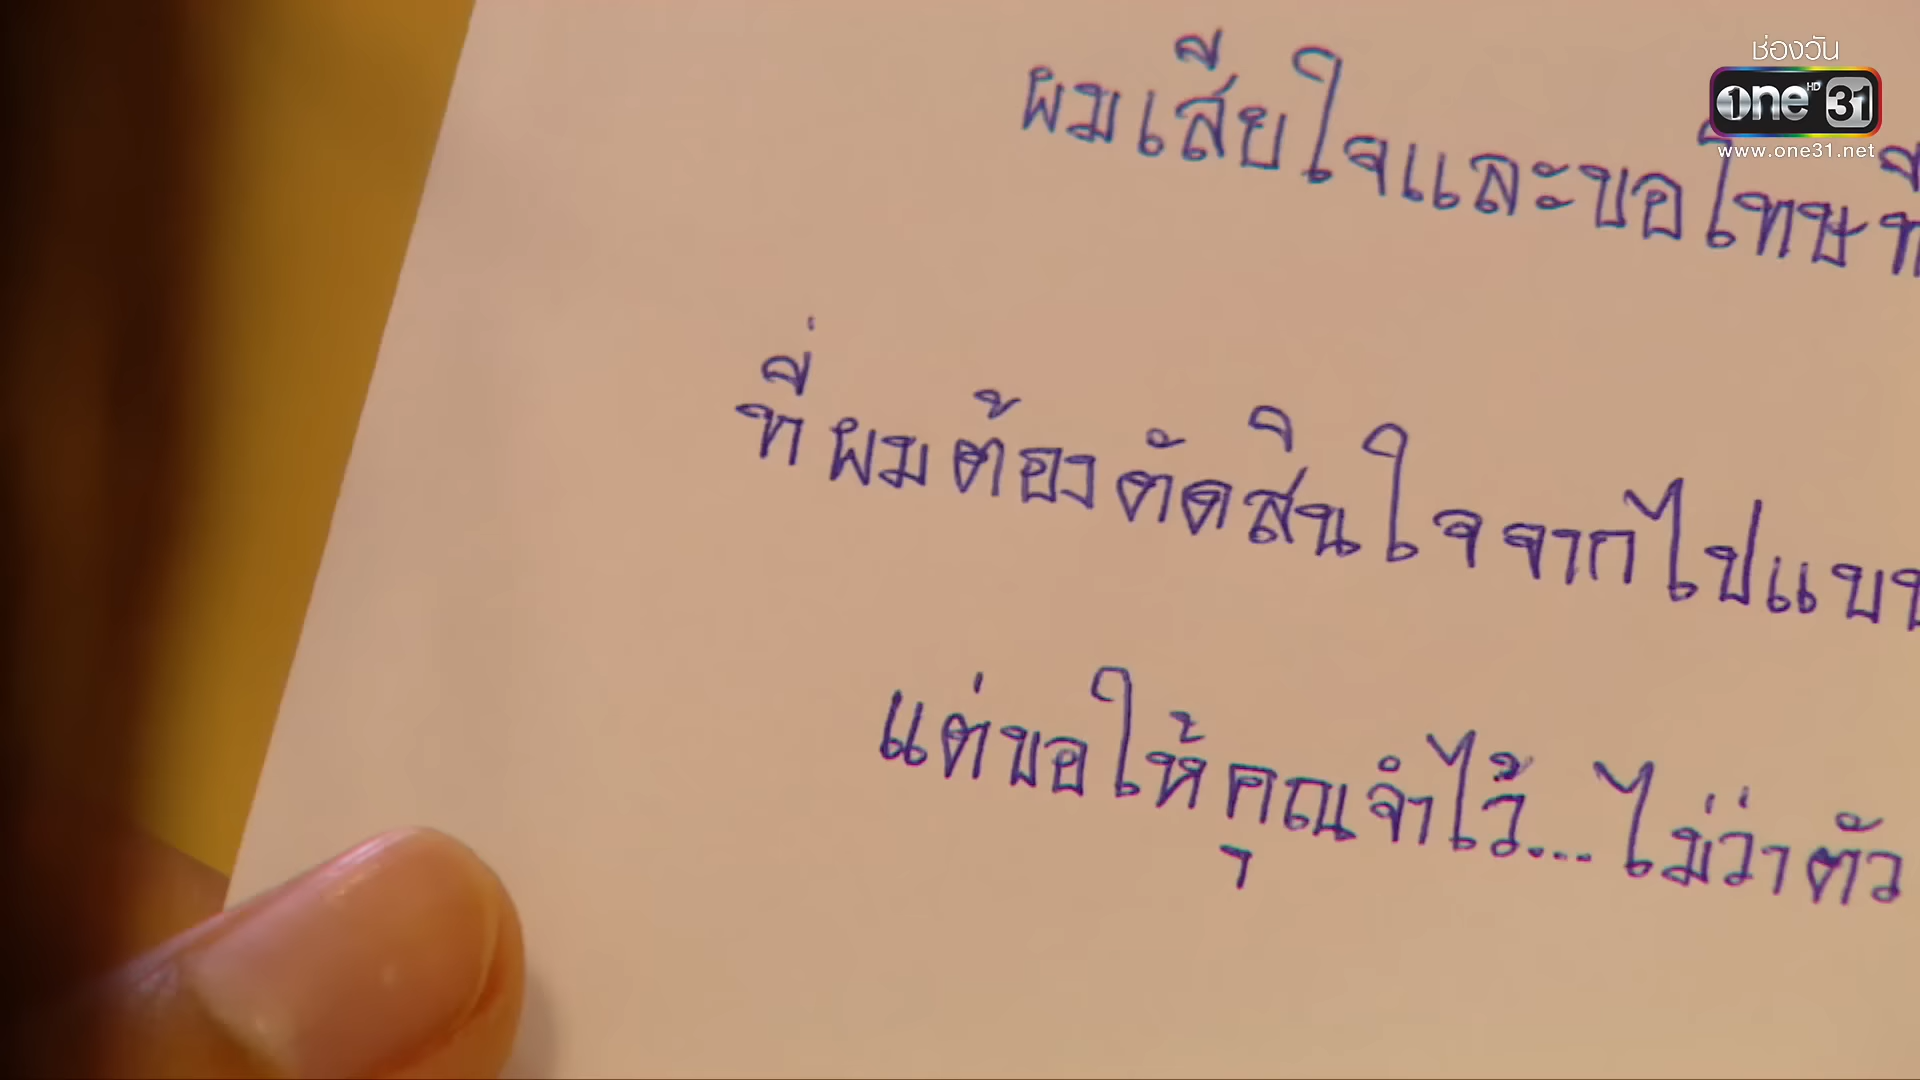 ช่องวัน
one HD 31
www.one31.net
ผมเสียใจและขอโทษ
ที่ผมต้องตัดสินใจจากไป
แต่ขอให้คุณจำไว้...ไม่ว่าตัว